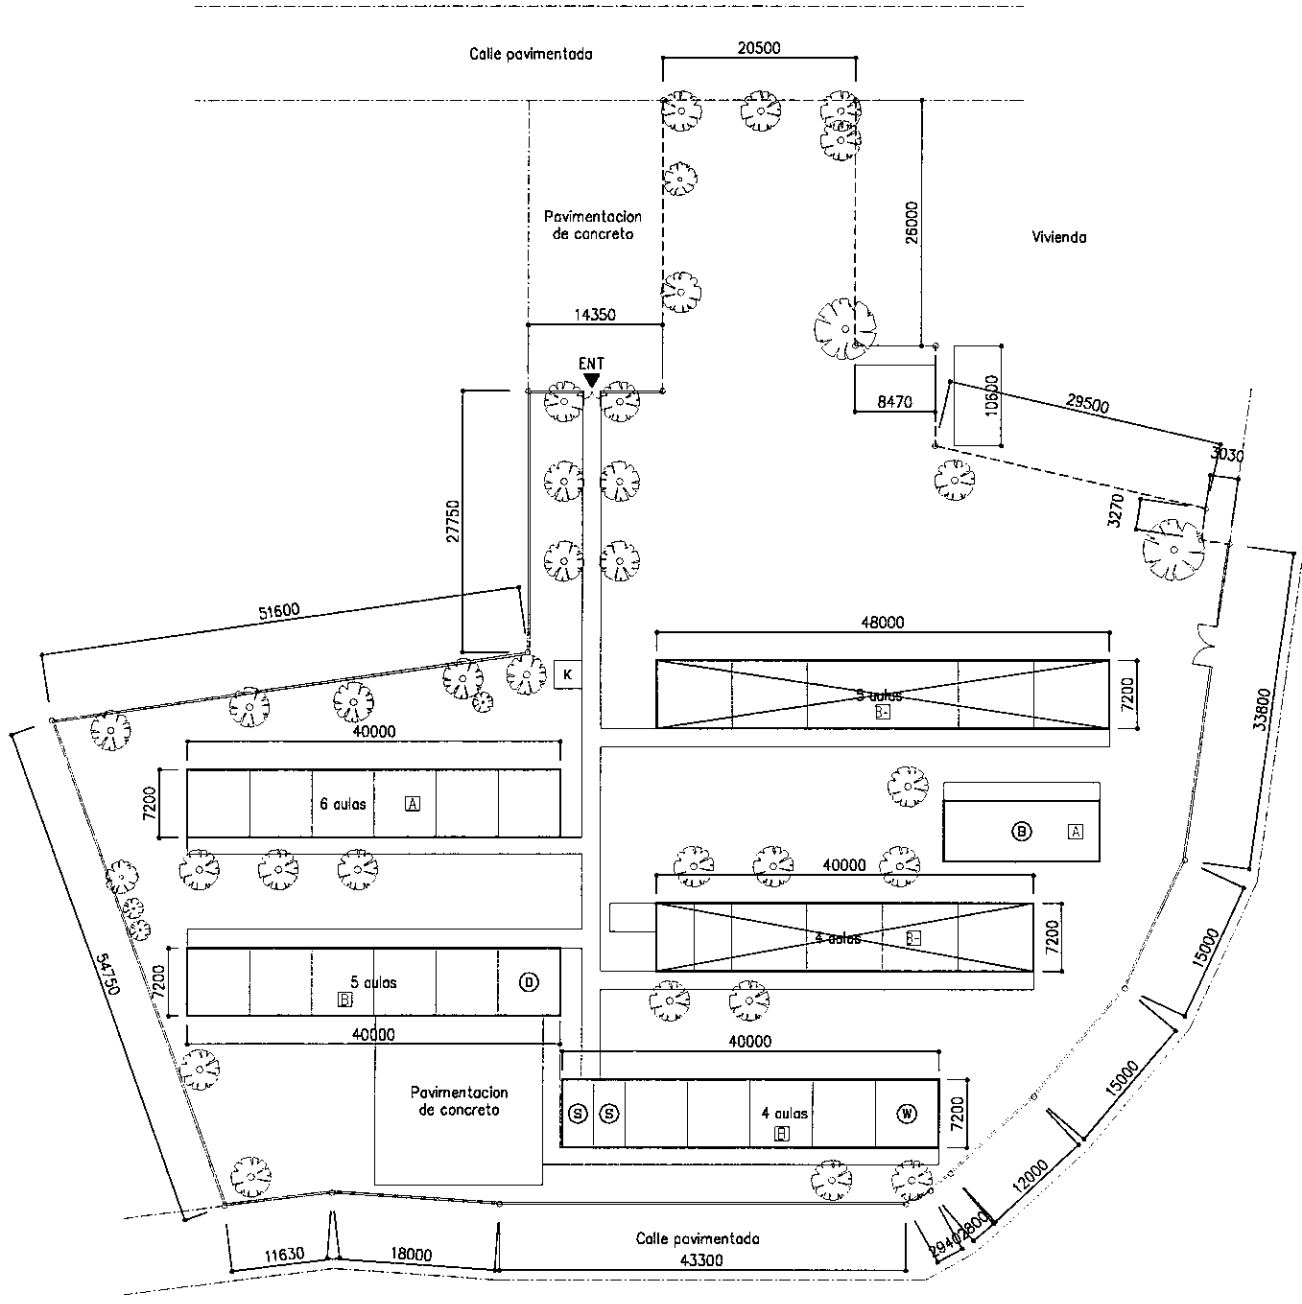 Calle pavimentada
20500
Pavimentacion
de concreto
26000
Vivienda
14350
ENT
8470
10600
29500
3030
3270
27750
51600
K
48000
5 aulas
B-
7200
33800
40000
7200
6 aulas
A
B
A
40000
4 aulas
B-
7200
15000
54750
7200
5 aulas
B
D
40000
40000
Pavimentacion
de concreto
S
S
4 aulas
B
W
7200
15000
12000
2940
2800
11630
18000
Calle pavimentada
43300